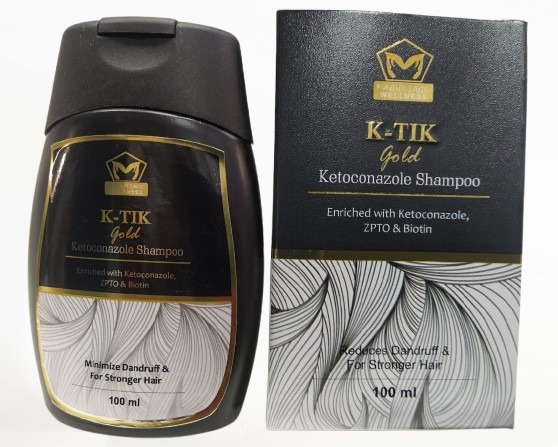 K-TIK
Gold
Ketoconazole Shampoo
Enriched with Ketoconazole,
ZPTO & Biotin
Minimize Dandruff &
For Stronger Hair
100 ml
WELLNESS
K-TIK
Gold
Ketoconazole Shampoo
Enriched with Ketoconazole,
ZPTO & Biotin
Reduces Dandruff &
For Stronger Hair
100 ml